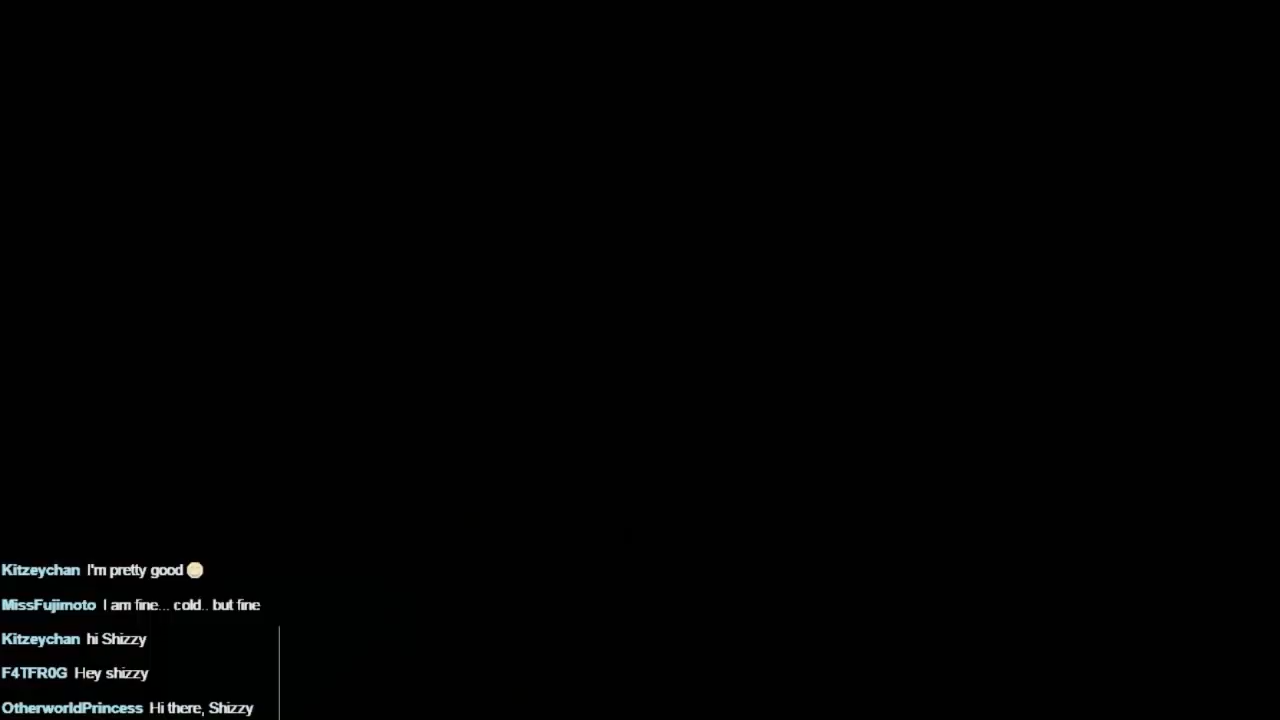 Kitzeychan I'm pretty good
MissFujimoto I am fine... cold.. but fine
Kitzeychan hi Shizzy
F4TFR0G Hey shizzy
OtherworldPrincess Hi there, Shizzy